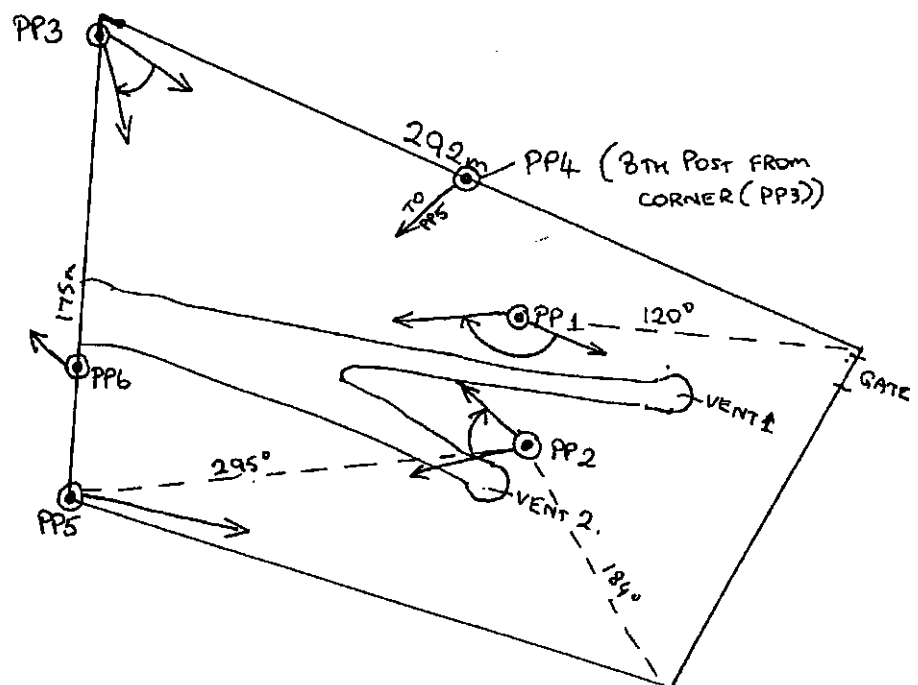 PP3
292m
PP4 (8TH POST FROM
CORNER (PP3))
TO
PP5
175m
PP1
120°
PP6
GATE
VENT 1
PP2
295°
PP5
VENT 2.
184°